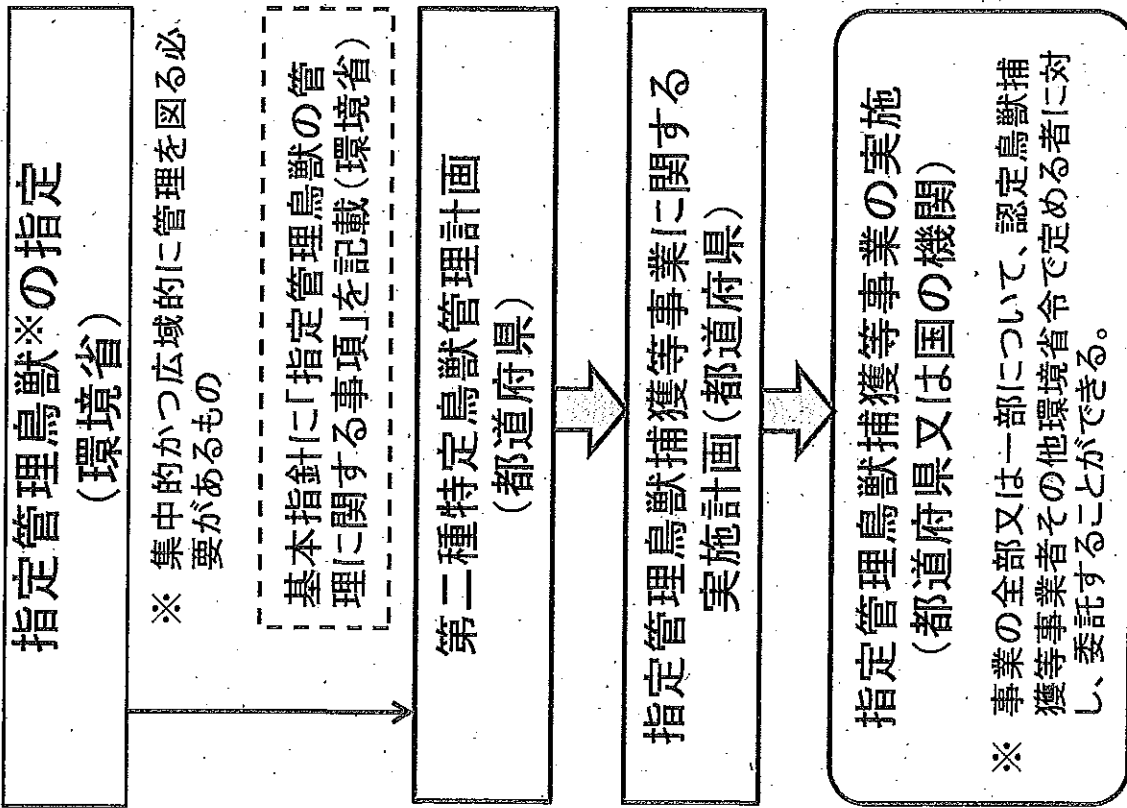 指定管理鳥獣※の指定
(環境省)
※ 集中的かつ広域的に管理を図る必
要があるもの
基本指針に「指定管理鳥獣の管
理に関する事項」を記載(環境省)
第二種特定鳥獣管理計画
(都道府県)
指定管理鳥獣捕獲等事業に関する
実施計画(都道府県)
指定管理鳥獣捕獲等事業の実施
(都道府県又は国の機関)
※ 事業の全部又は一部について、認定鳥獣捕
獲等事業者その他環境省令で定める者に対
し、委託することができる。